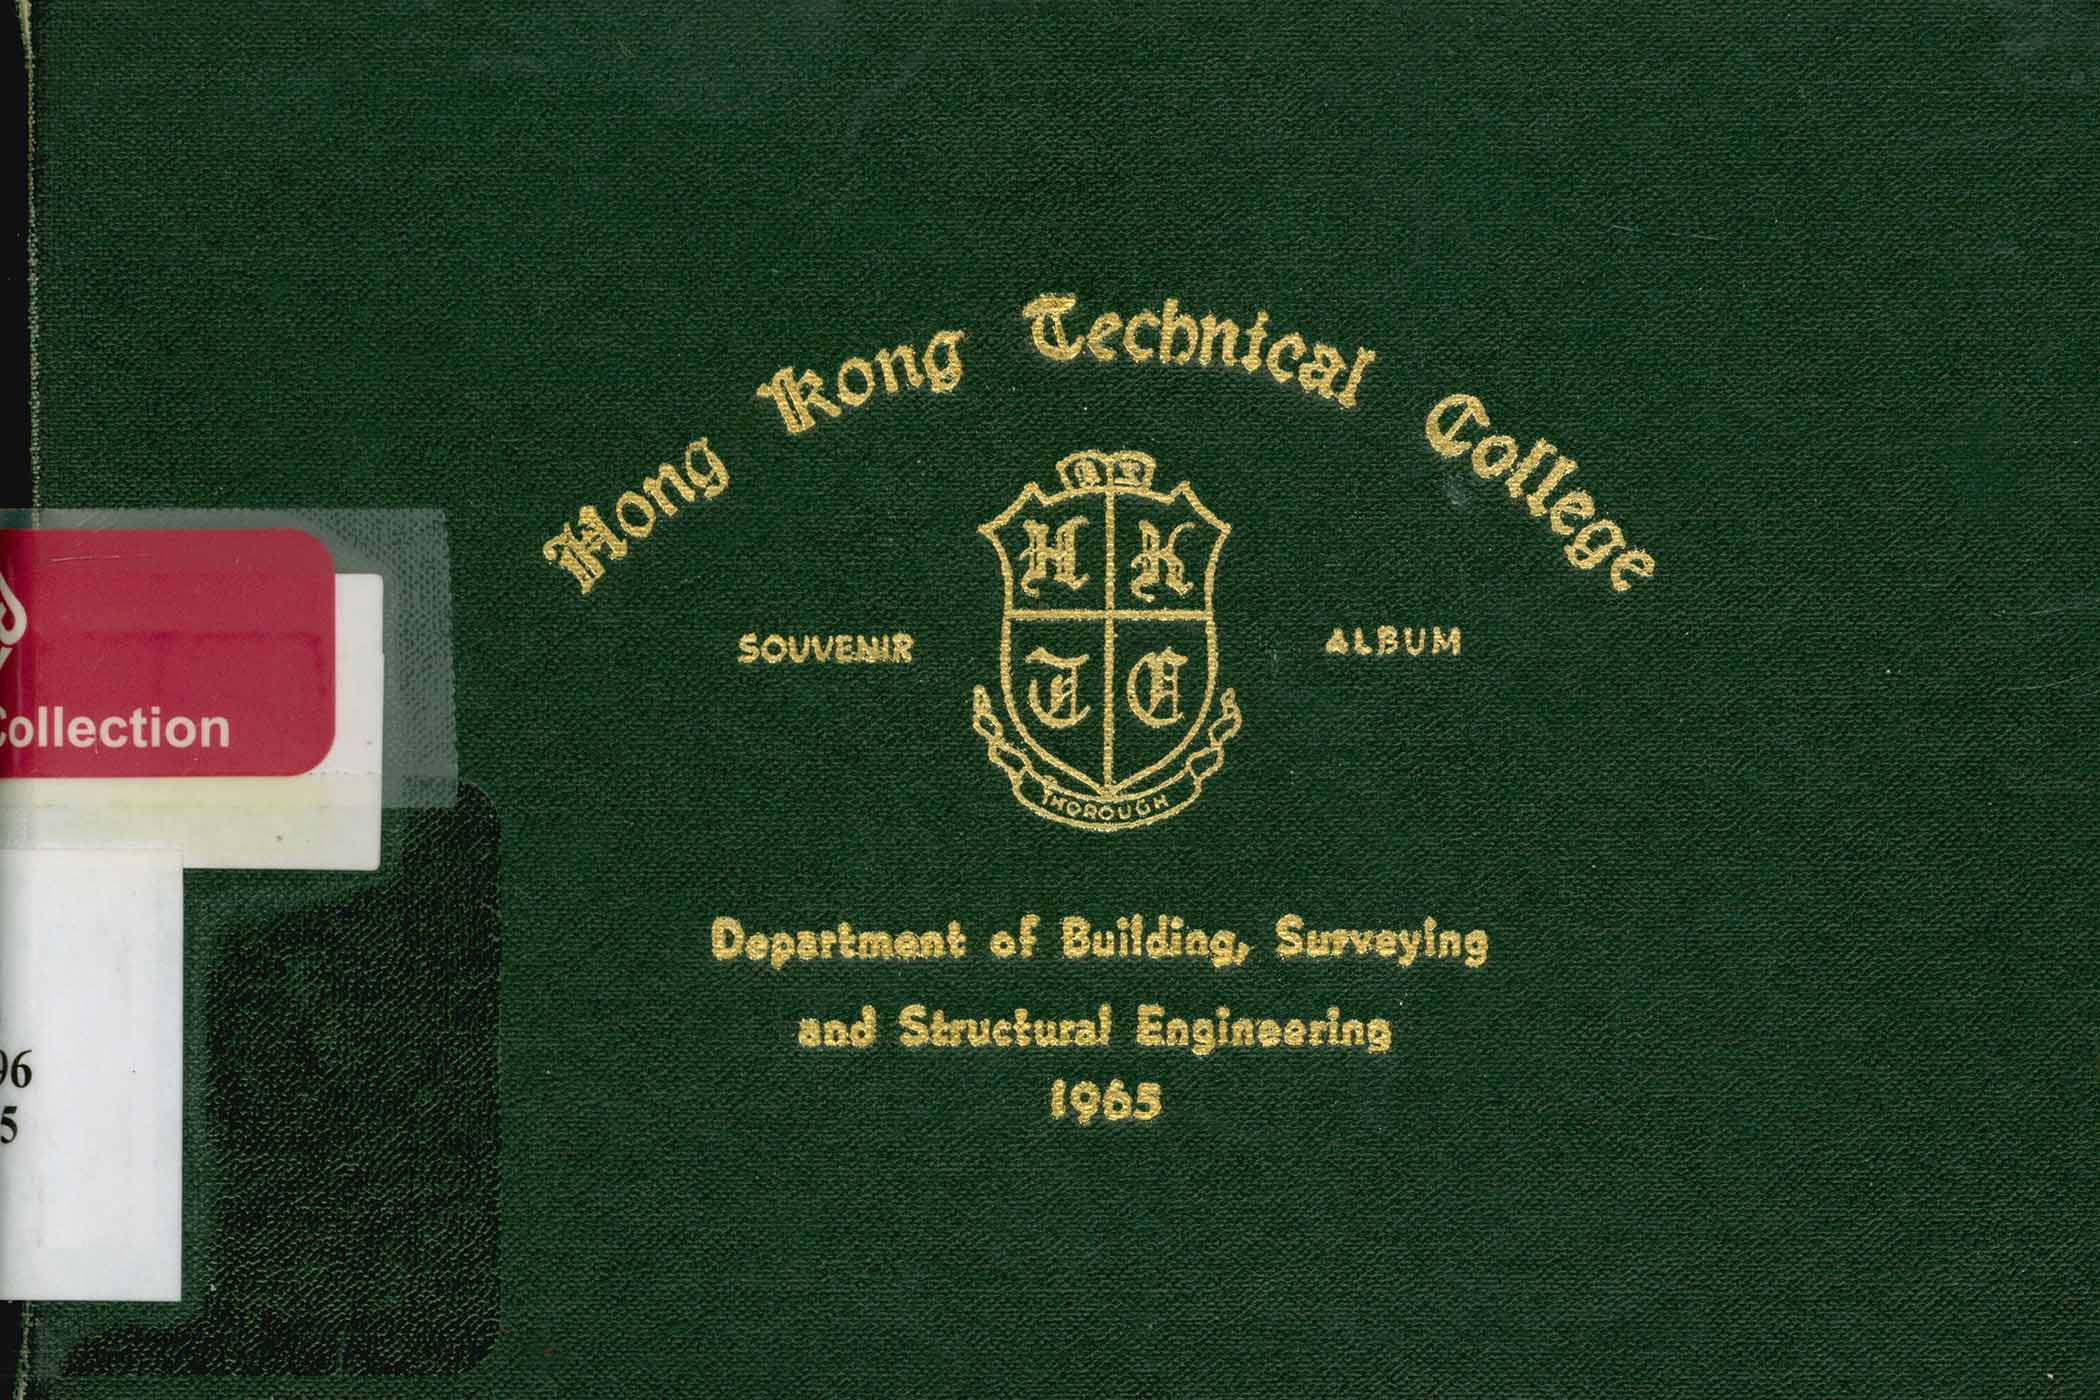 Hong Kong Technical College
SOUVENIR ALBUM
H K
T C
THOROUGH
Department of Building, Surveying
and Structural Engineering
1965
Collection
96
5